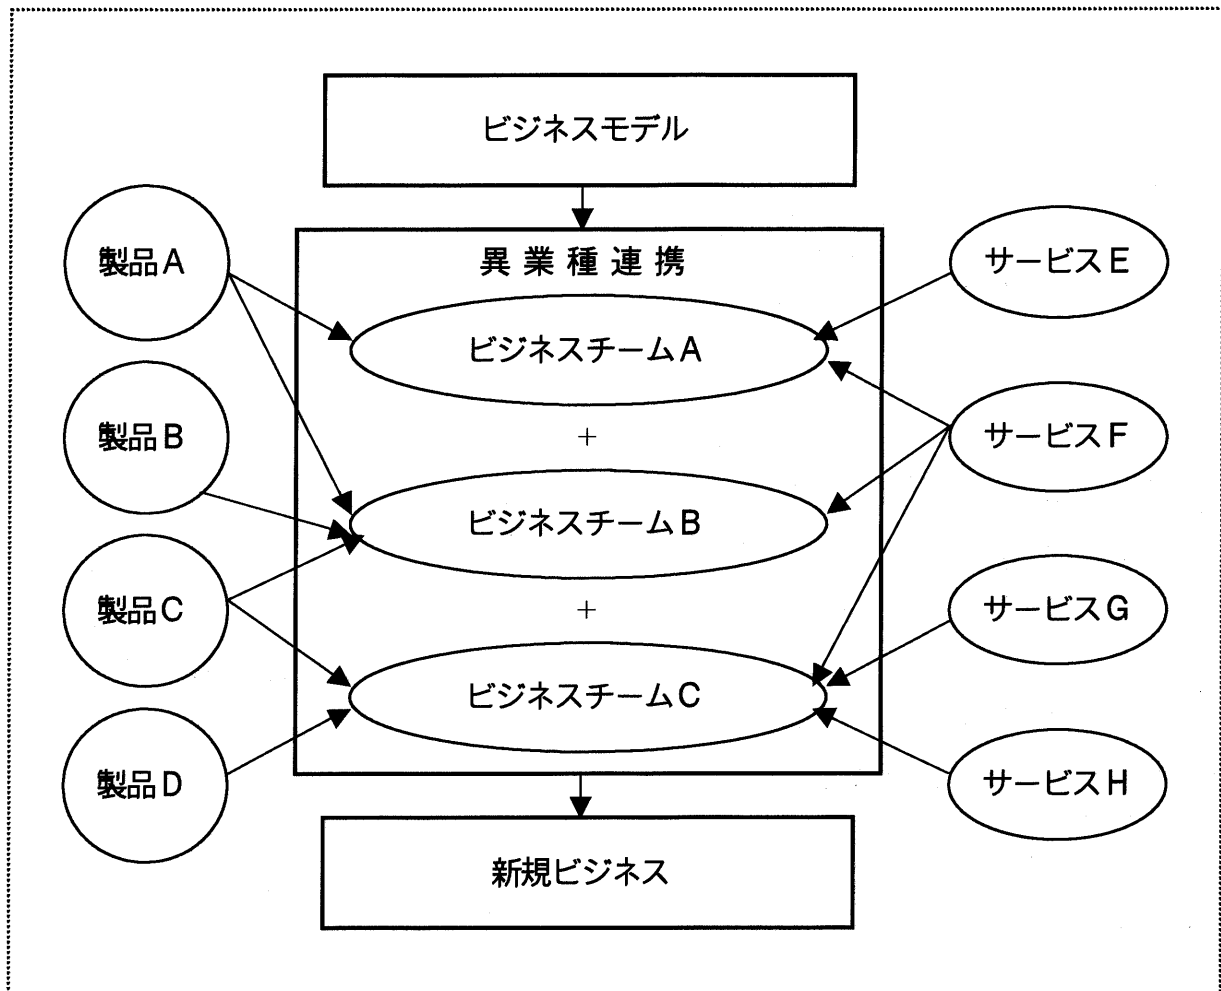 ビジネスモデル
異業種連携
製品A
製品B
製品C
製品D
ビジネスチームA
+
ビジネスチームB
+
ビジネスチームC
サービスE
サービスF
サービスG
サービスH
新規ビジネス